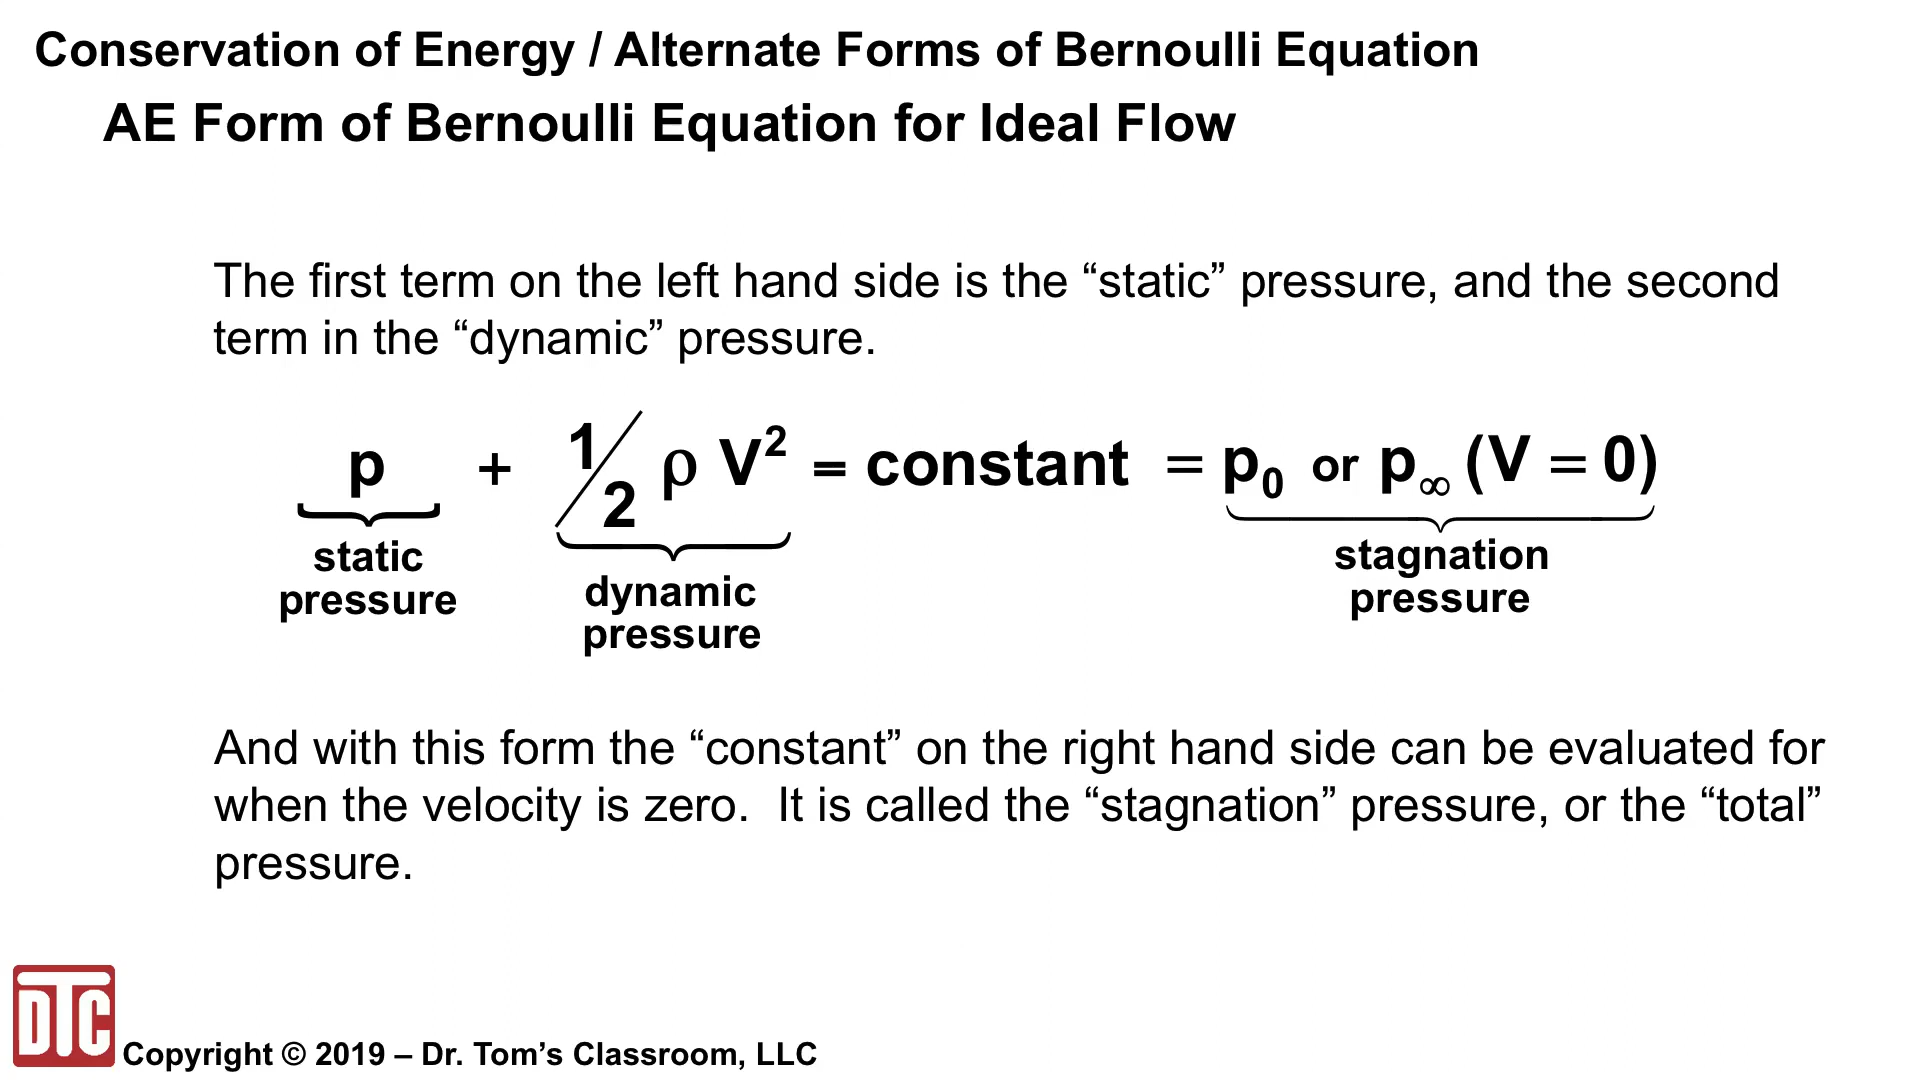 Conservation of Energy / Alternate Forms of Bernoulli Equation
AE Form of Bernoulli Equation for Ideal Flow
The first term on the left hand side is the “static” pressure, and the second
term in the “dynamic” pressure.
p + 1/2 ρ V² = constant = p₀ or p∞ (V = 0)
static
pressure
dynamic
pressure
stagnation
pressure
And with this form the “constant” on the right hand side can be evaluated for
when the velocity is zero.  It is called the “stagnation” pressure, or the “total”
pressure.
DTC
Copyright © 2019 – Dr. Tom’s Classroom, LLC